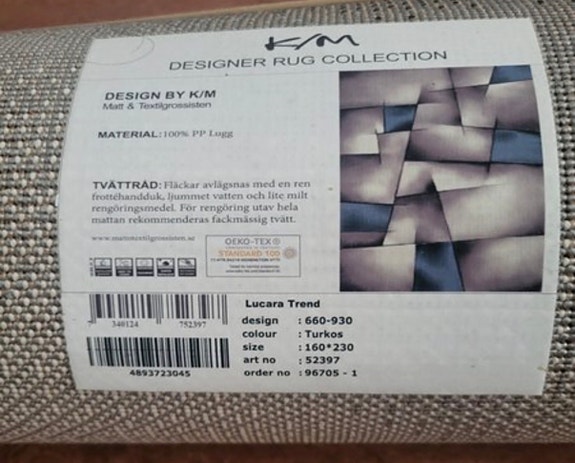 K/M
DESIGNER RUG COLLECTION
DESIGN BY K/M
Matt & Textilgrossisten
MATERIAL: 100% PP Lugg
TVÄTTRÅD: Fläckar avlägsnas med en ren
frottéhandduk, ljummet vatten och lite milt
rengöringsmedel. För rengöring utav hela
mattan rekommenderas fackmässig tvätt.
www.mattotextilgrossisten.se
OEKO-TEX®
STANDARD 100
Lucara Trend
design : 660-930
colour : Turkos
size : 160*230
art no : 52397
order no : 96705 - 1
7 340124 752397
4893723045